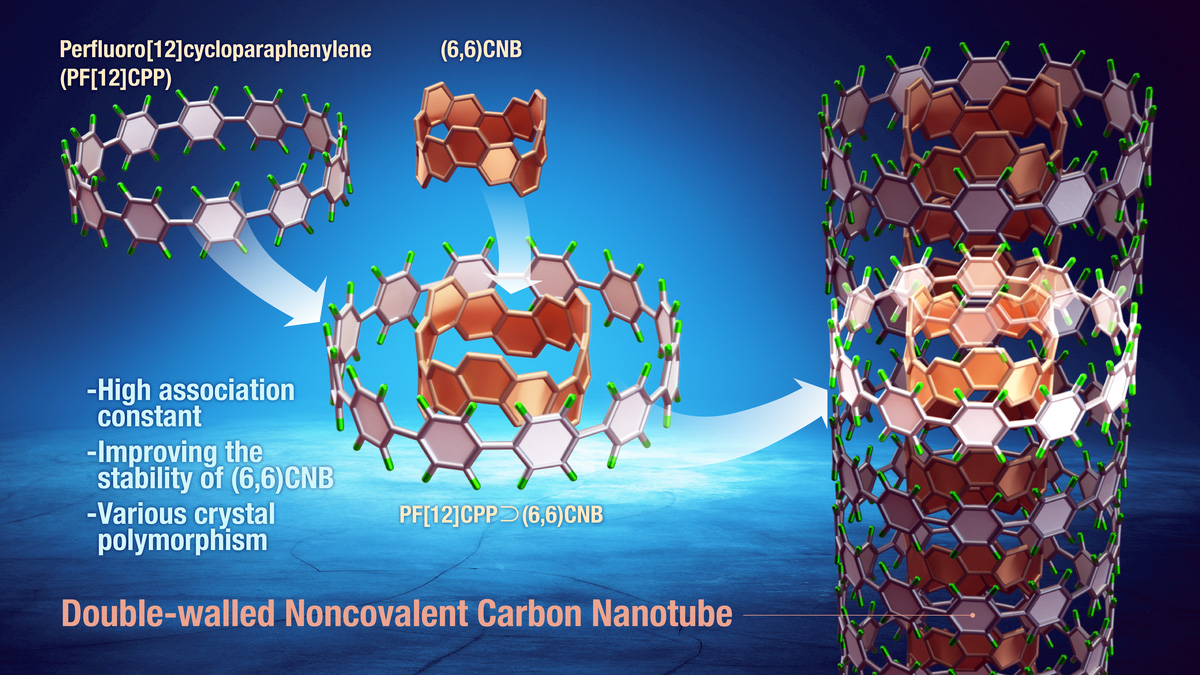 Perfluoro[12]cycloparaphenylene
(PF[12]CPP)
(6,6)CNB
-High association
constant
-Improving the
stability of (6,6)CNB
-Various crystal
polymorphism
PF[12]CPP⊃(6,6)CNB
Double-walled Noncovalent Carbon Nanotube